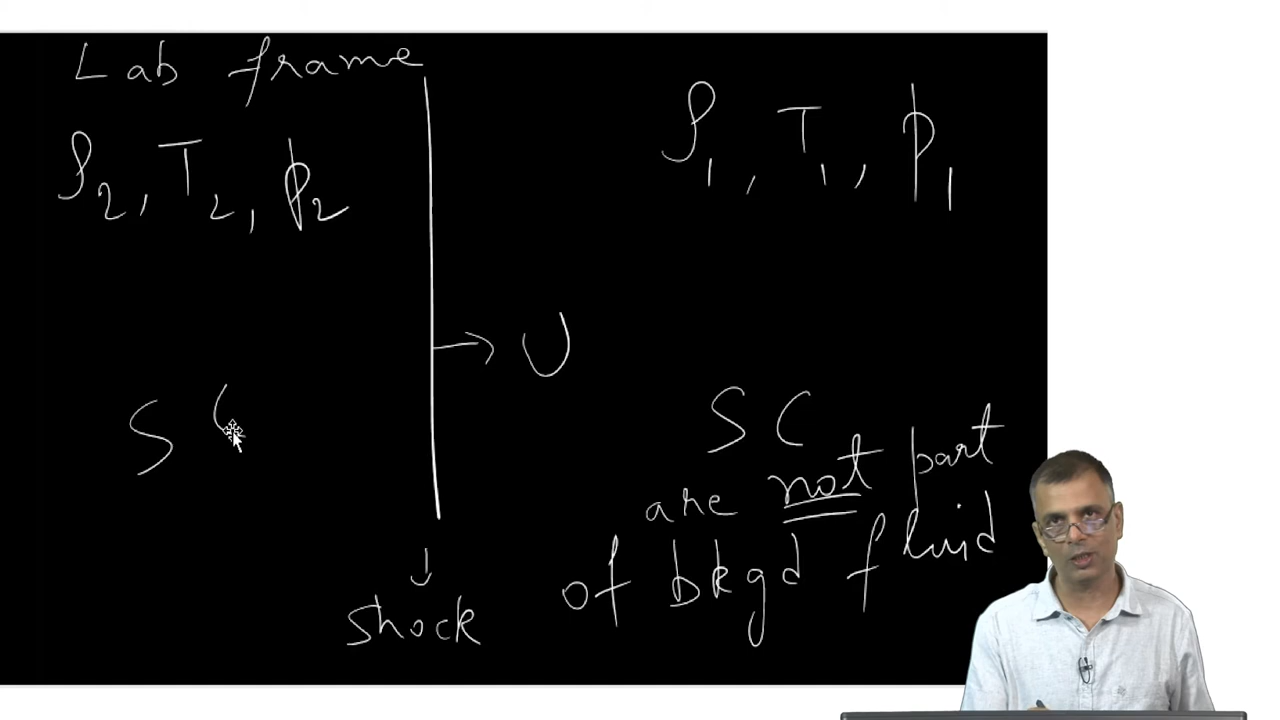 Lab frame
ρ2, T2, p2
ρ1, T1, p1
→ U
S C
S C
are not part
of bkgd fluid
↓
shock